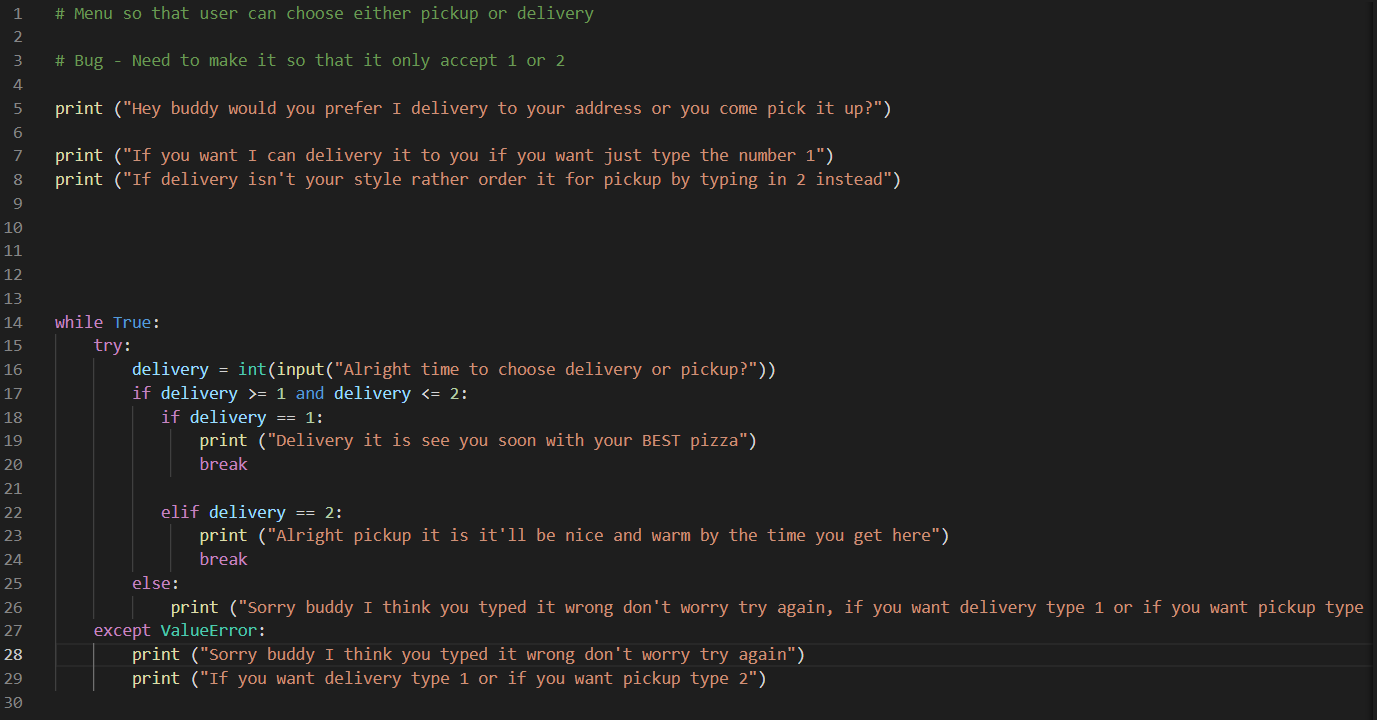 1 # Menu so that user can choose either pickup or delivery
2
3 # Bug - Need to make it so that it only accept 1 or 2
4
5 print ("Hey buddy would you prefer I delivery to your address or you come pick it up?")
6
7 print ("If you want I can delivery it to you if you want just type the number 1")
8 print ("If delivery isn't your style rather order it for pickup by typing in 2 instead")
9
10
11
12
13
14 while True:
15     try:
16         delivery = int(input("Alright time to choose delivery or pickup?"))
17         if delivery >= 1 and delivery <= 2:
18            if delivery == 1:
19                print ("Delivery it is see you soon with your BEST pizza")
20                break
21
22            elif delivery == 2:
23                print ("Alright pickup it is it'll be nice and warm by the time you get here")
24                break
25         else:
26             print ("Sorry buddy I think you typed it wrong don't worry try again, if you want delivery type 1 or if you want pickup type
27     except ValueError:
28         print ("Sorry buddy I think you typed it wrong don't worry try again")
29         print ("If you want delivery type 1 or if you want pickup type 2")
30